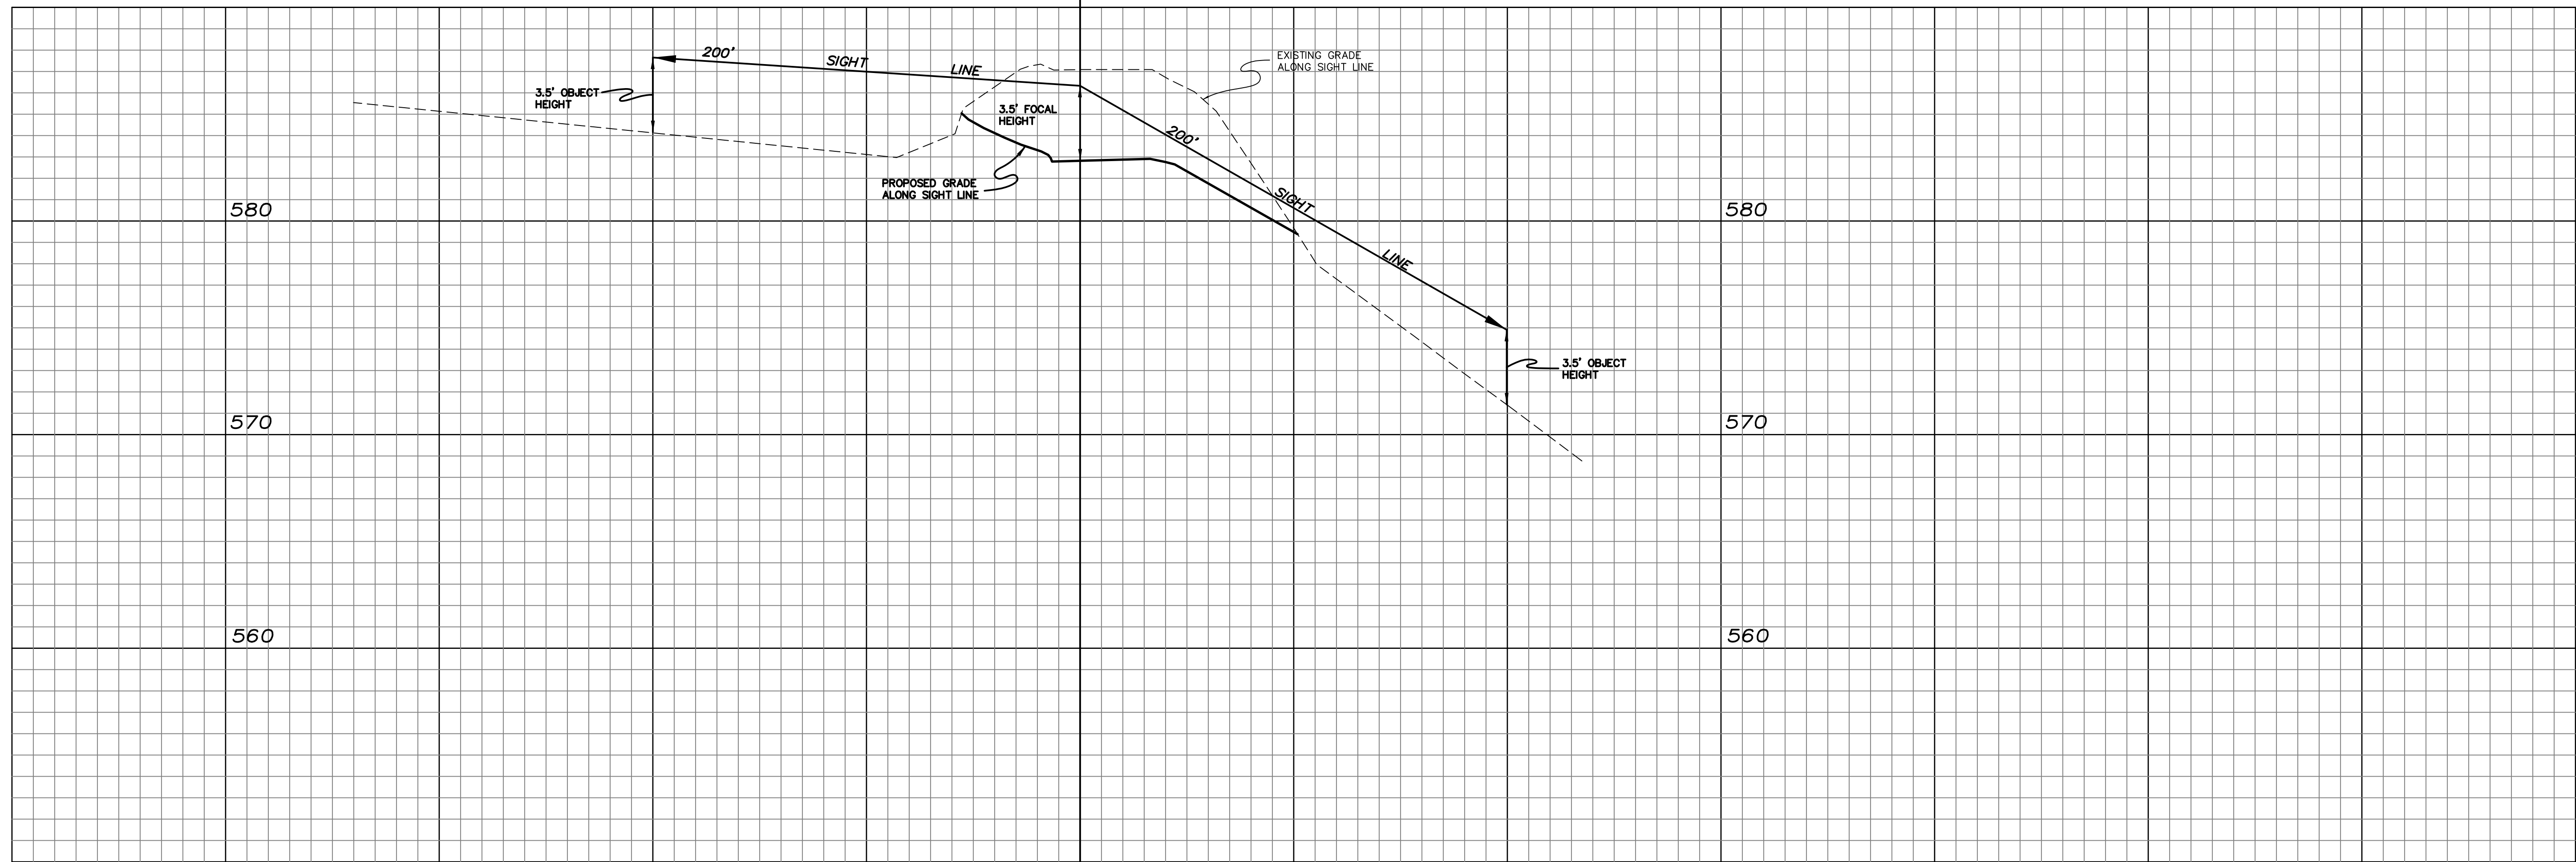 200'
SIGHT
LINE
EXISTING GRADE
ALONG SIGHT LINE
3.5' OBJECT
HEIGHT
3.5' FOCAL
HEIGHT
200'
PROPOSED GRADE
ALONG SIGHT LINE
SIGHT
580
580
LINE
3.5' OBJECT
HEIGHT
570
570
560
560